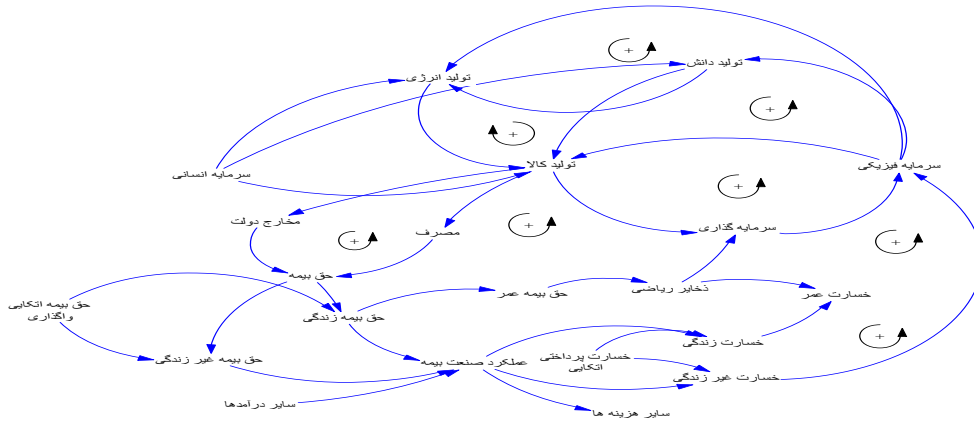 تولید دانش
تولید انرژی
تولید کالا
سرمایه فیزیکی
سرمایه انسانی
مخارج دولت
مصرف
سرمایه گذاری
حق بیمه
ذخایر ریاضی
حق بیمه عمر
خسارت عمر
حق بیمه اتکایی
واگذاری
حق بیمه زندگی
خسارت زندگی
حق بیمه غیر زندگی
عملکرد صنعت بیمه
خسارت پرداختی
اتکایی
خسارت غیر زندگی
سایر درآمدها
سایر هزینه ها
+
+
+
+
+
+
+
+